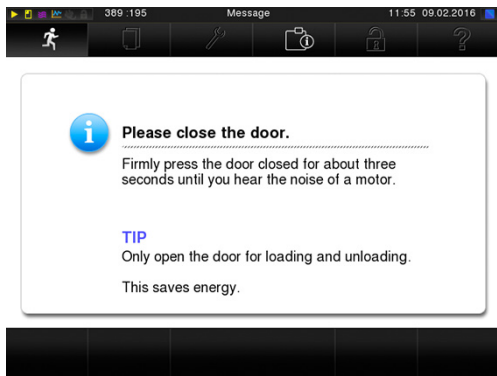 389 :195 Message 11:55 09.02.2016
Please close the door.
Firmly press the door closed for about three
seconds until you hear the noise of a motor.
TIP
Only open the door for loading and unloading.
This saves energy.